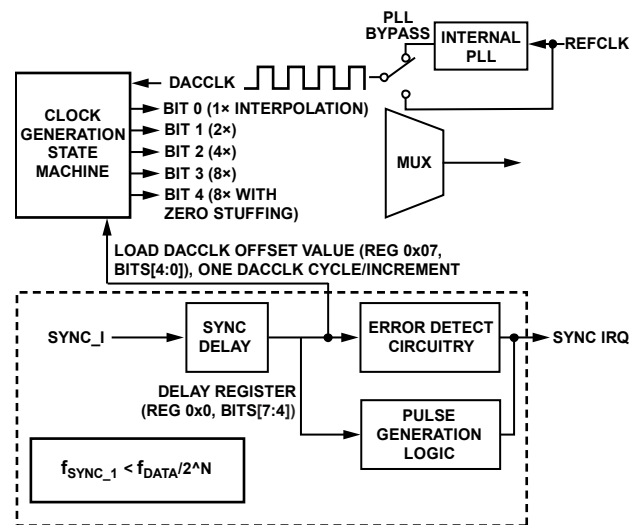 PLL
BYPASS
INTERNAL
PLL
REFCLK
DACCLK
CLOCK
GENERATION
STATE
MACHINE
BIT 0 (1× INTERPOLATION)
BIT 1 (2×)
BIT 2 (4×)
BIT 3 (8×)
BIT 4 (8× WITH
ZERO STUFFING)
MUX
LOAD DACCLK OFFSET VALUE (REG 0x07,
BITS[4:0]), ONE DACCLK CYCLE/INCREMENT
SYNC_I
SYNC
DELAY
ERROR DETECT
CIRCUITRY
SYNC IRQ
DELAY REGISTER
(REG 0x0, BITS[7:4])
PULSE
GENERATION
LOGIC
fSYNC_1 < fDATA/2^N